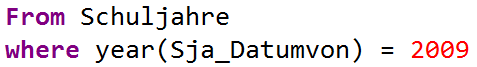 From Schuljahre
where year(Sja_Datumvon) = 2009